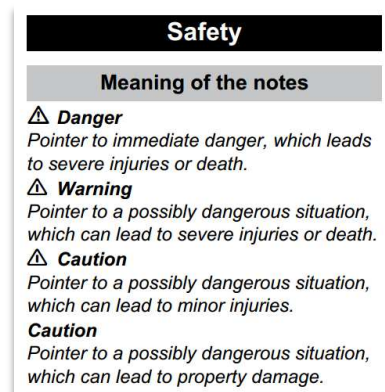 Safety
Meaning of the notes
⚠ Danger
Pointer to immediate danger, which leads
to severe injuries or death.
⚠ Warning
Pointer to a possibly dangerous situation,
which can lead to severe injuries or death.
⚠ Caution
Pointer to a possibly dangerous situation,
which can lead to minor injuries.
Caution
Pointer to a possibly dangerous situation,
which can lead to property damage.